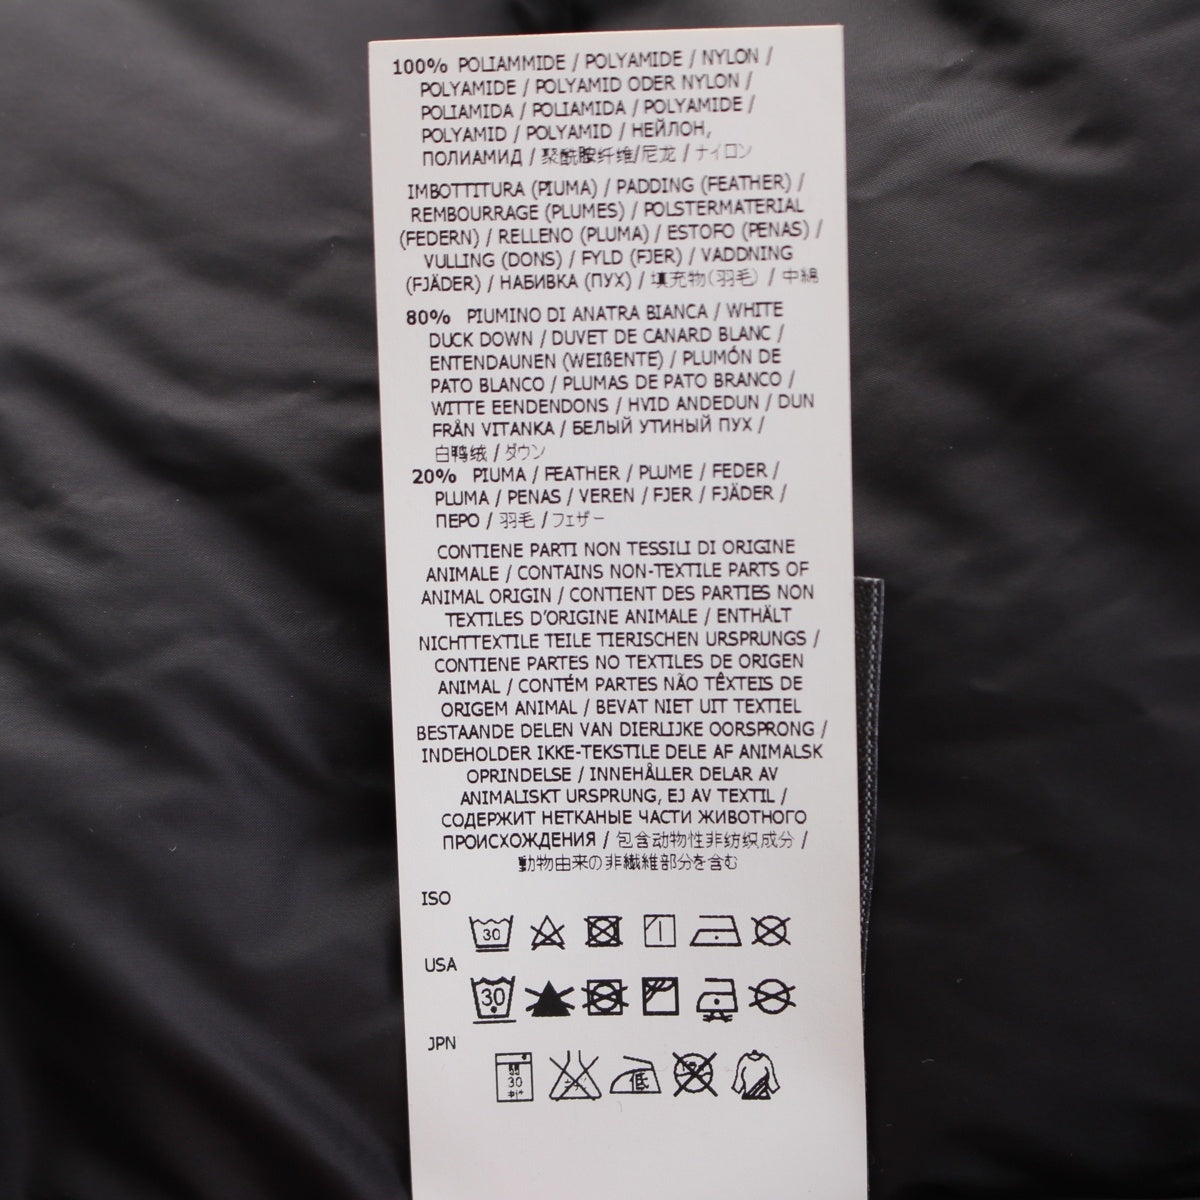 100% POLIAMMIDE / POLYAMIDE / NYLON /
POLYAMIDE / POLYAMID ODER NYLON /
POLIAMIDA / POLIAMIDA / POLYAMIDE /
POLYAMID / POLYAMID / НЕЙЛОН,
ПОЛИАМИД / 聚酰胺纤维/尼龙 / ナイロン
IMBOTTITURA (PIUMA) / PADDING (FEATHER) /
REMBOURRAGE (PLUMES) / POLSTERMATERIAL
(FEDERN) / RELLENO (PLUMA) / ESTOFO (PENAS) /
VULLING (DONS) / FYLD (FJER) / VADDNING
(FJÄDER) / НАБИВКА (ПУХ) / 填充物(羽毛) / 中綿
80% PIUMINO DI ANATRA BIANCA / WHITE
DUCK DOWN / DUVET DE CANARD BLANC /
ENTENDAUNEN (WEIßENTE) / PLUMÓN DE
PATO BLANCO / PLUMAS DE PATO BRANCO /
WITTE EENDENDONS / HVID ANDEDUN / DUN
FRÅN VITANKA / БЕЛЫЙ УТИНЫЙ ПУХ /
白鸭绒 / ダウン
20% PIUMA / FEATHER / PLUME / FEDER /
PLUMA / PENAS / VEREN / FJER / FJÄDER /
ПЕРО / 羽毛 / フェザー
CONTIENE PARTI NON TESSILI DI ORIGINE
ANIMALE / CONTAINS NON-TEXTILE PARTS OF
ANIMAL ORIGIN / CONTIENT DES PARTIES NON
TEXTILES D'ORIGINE ANIMALE / ENTHÄLT
NICHTTEXTILE TEILE TIERISCHEN URSPRUNGS /
CONTIENE PARTES NO TEXTILES DE ORIGEN
ANIMAL / CONTÉM PARTES NÃO TÊXTEIS DE
ORIGEM ANIMAL / BEVAT NIET UIT TEXTIEL
BESTAANDE DELEN VAN DIERLIJKE OORSPRONG /
INDEHOLDER IKKE-TEKSTILE DELE AF ANIMALSK
OPRINDELSE / INNEHÅLLER DELAR AV
ANIMALISKT URSPRUNG, EJ AV TEXTIL /
СОДЕРЖИТ НЕТКАНЫЕ ЧАСТИ ЖИВОТНОГО
ПРОИСХОЖДЕНИЯ / 包含动物性非纺织成分 /
動物由来の非繊維部分を含む
ISO
30
USA
30
JPN
30
低